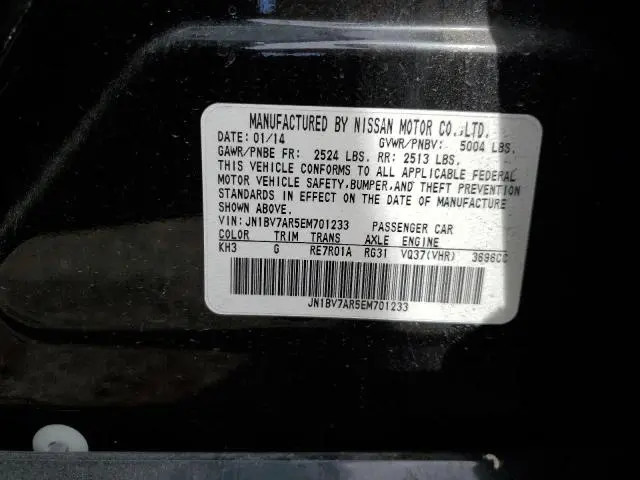 MANUFACTURED BY NISSAN MOTOR CO.,LTD.
DATE: 01/14 GVWR/PNBV: 5004 LBS.
GAWR/PNBE FR: 2524 LBS. RR: 2513 LBS.
THIS VEHICLE CONFORMS TO ALL APPLICABLE FEDERAL
MOTOR VEHICLE SAFETY,BUMPER,AND THEFT PREVENTION
STANDARDS IN EFFECT ON THE DATE OF MANUFACTURE
SHOWN ABOVE.
VIN: JN1BV7AR5EM701233 PASSENGER CAR
COLOR TRIM TRANS AXLE ENGINE
KH3 G RE7R01A RG31 VQ37(VHR) 3696CC
JN1BV7AR5EM701233